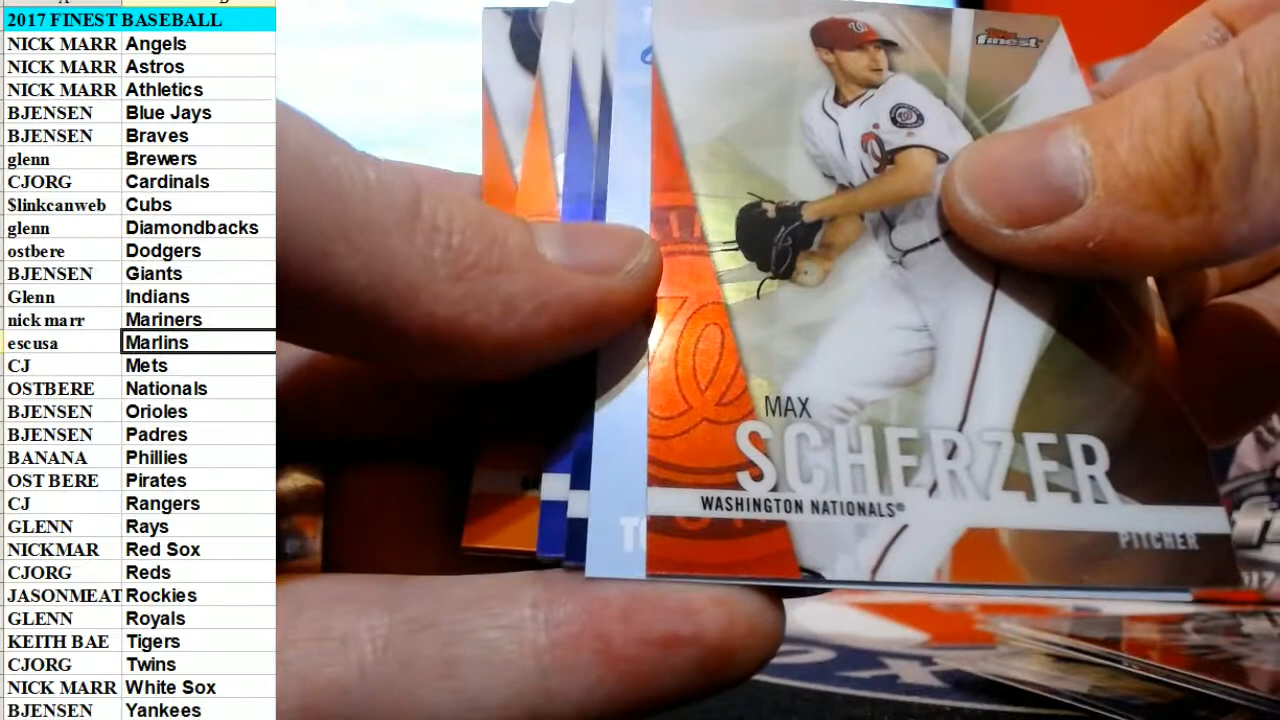 2017 FINEST BASEBALL
NICK MARR Angels
NICK MARR Astros
NICK MARR Athletics
BJENSEN Blue Jays
BJENSEN Braves
glenn Brewers
CJORG Cardinals
$linkcanweb Cubs
glenn Diamondbacks
ostbere Dodgers
BJENSEN Giants
Glenn Indians
nick marr Mariners
escusa Marlins
CJ Mets
OSTBERE Nationals
BJENSEN Orioles
BJENSEN Padres
BANANA Phillies
OST BERE Pirates
CJ Rangers
GLENN Rays
NICKMAR Red Sox
CJORG Reds
JASONMEAT Rockies
GLENN Royals
KEITH BAE Tigers
CJORG Twins
NICK MARR White Sox
BJENSEN Yankees
Topps
finest
MAX
SCHERZER
WASHINGTON NATIONALS®
PITCHER